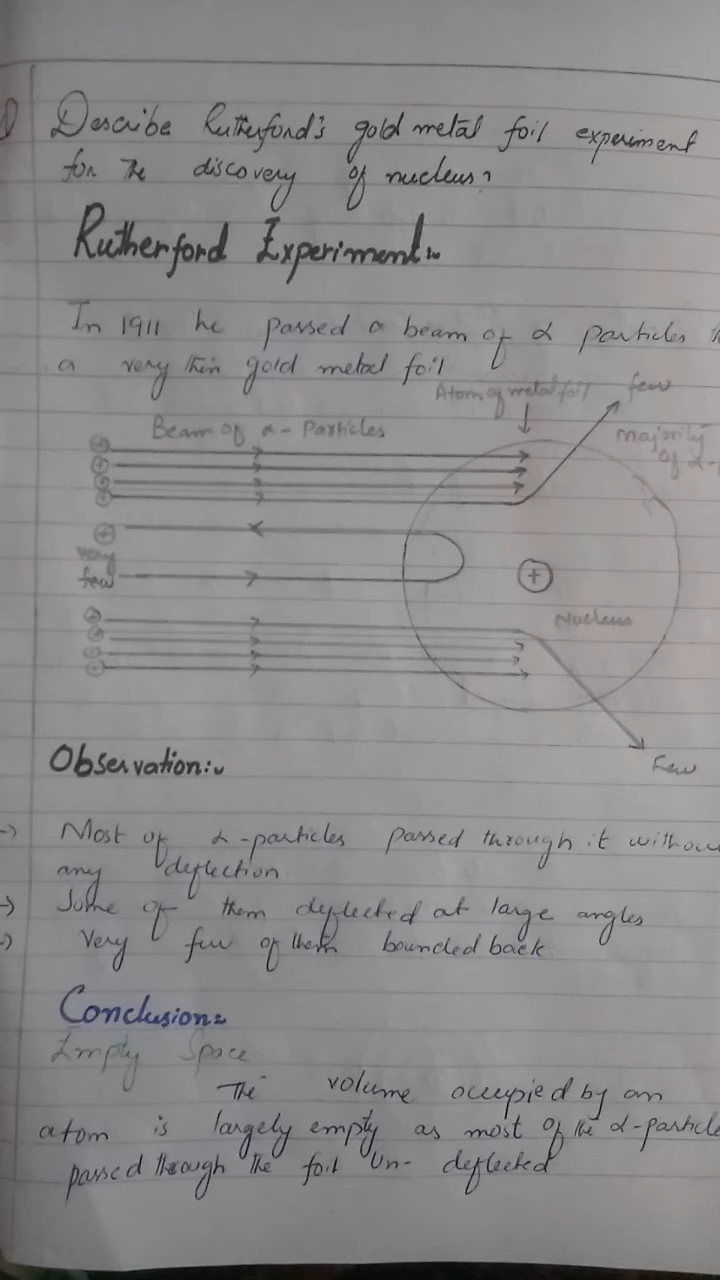 Describe Rutherford's gold metal foil experiment
for the discovery of nucleus?
Rutherford Experiment:~
In 1911 he passed a beam of α particles
a very thin gold metal foil
Atom of metal foil
few
Beam of α- Particles
Majority
of α-
very
few
+
Nucleus
Few
Observation:~
→ Most of α-particles passed through it withou
any deflection
→ Some of them deflected at large angles
→ Very few of them bounded back
Conclusion:~
Empty Space
The volume occupied by an
atom is largely empty as most of the α-particle
passed through the foil Un- deflected